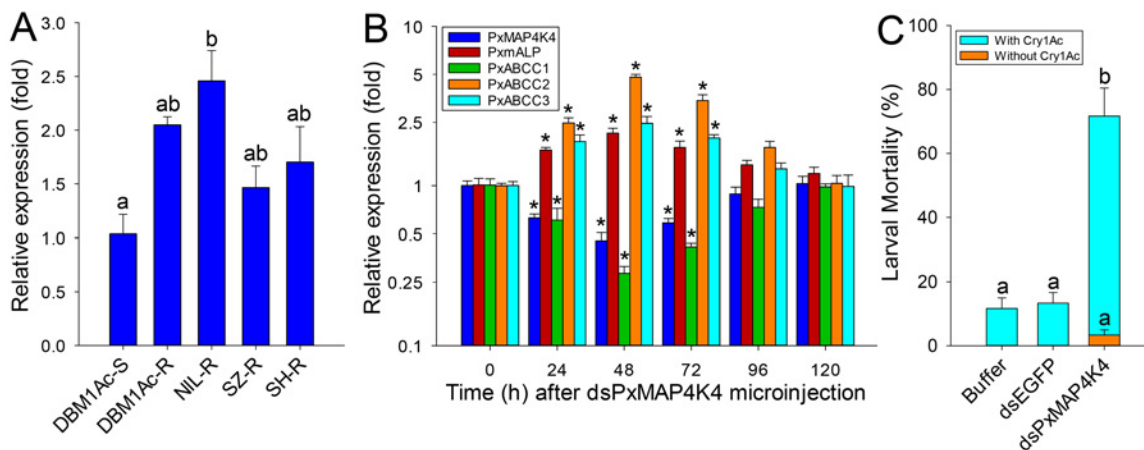 A
Relative expression (fold)
3.0
2.5
2.0
1.5
1.0
0.5
0.0
a
ab
b
ab
ab
DBM1Ac-S
DBM1Ac-R
NIL-R
SZ-R
SH-R
B
Relative expression (fold)
10
5
2.5
1
0.5
0.25
0.1
PxMAP4K4
PxmALP
PxABCC1
PxABCC2
PxABCC3
* * * * *
* * * * *
* * * * *
0 24 48 72 96 120
Time (h) after dsPxMAP4K4 microinjection
C
Larval Mortality (%)
100
80
60
40
20
0
With Cry1Ac
Without Cry1Ac
a
a
b
a
Buffer
dsEGFP
dsPxMAP4K4